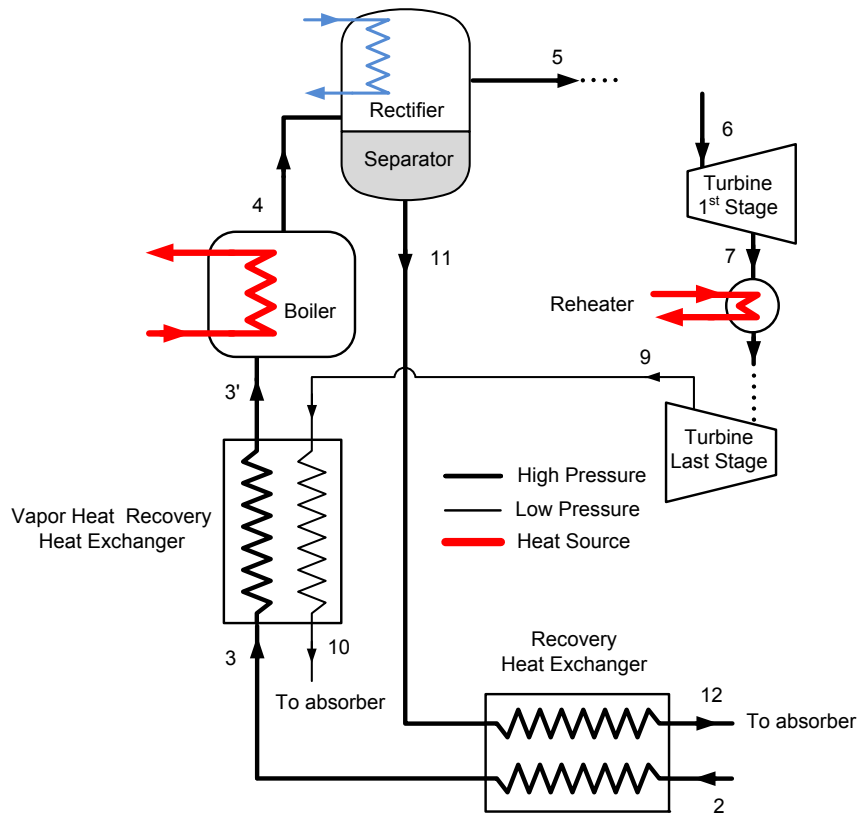 5
Rectifier
6
Separator
Turbine
1st Stage
4
7
11
Reheater
Boiler
9
3'
Turbine
Last Stage
High Pressure
Low Pressure
Heat Source
Vapor Heat Recovery
Heat Exchanger
3
10
To absorber
Recovery
Heat Exchanger
12
To absorber
2